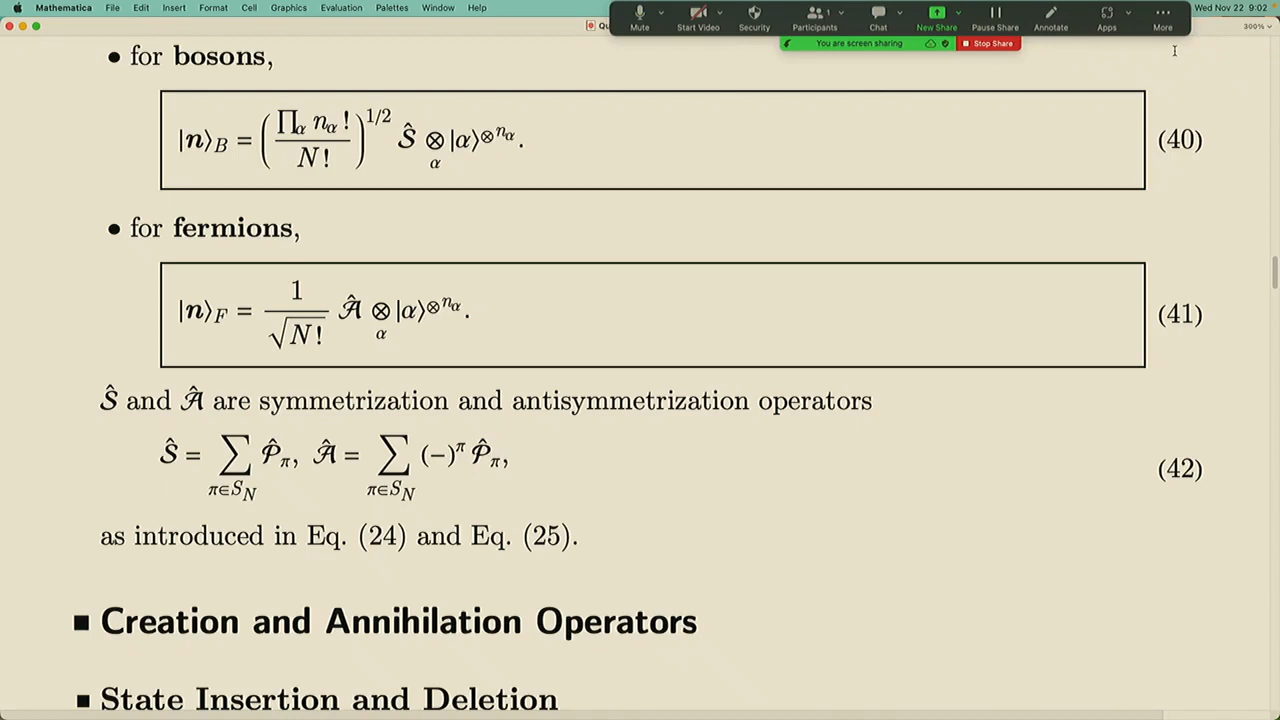 Mathematica File Edit Insert Format Cell Graphics Evaluation Palettes Window Help
Wed Nov 22 9:02
Mute Start Video Security Participants 1 Chat New Share Pause Share Annotate Apps More
Qu
300%
You are screen sharing Stop Share
• for bosons,
|n⟩_B = (∏_α n_α! / N!)^{1/2} Ŝ ⊗_α |α⟩^{⊗n_α}. (40)
• for fermions,
|n⟩_F = 1/√N! 𝒜̂ ⊗_α |α⟩^{⊗n_α}. (41)
Ŝ and 𝒜̂ are symmetrization and antisymmetrization operators
Ŝ = ∑_{π∈S_N} 𝒫̂_π, 𝒜̂ = ∑_{π∈S_N} (−)^π 𝒫̂_π, (42)
as introduced in Eq. (24) and Eq. (25).
■ Creation and Annihilation Operators
■ State Insertion and Deletion